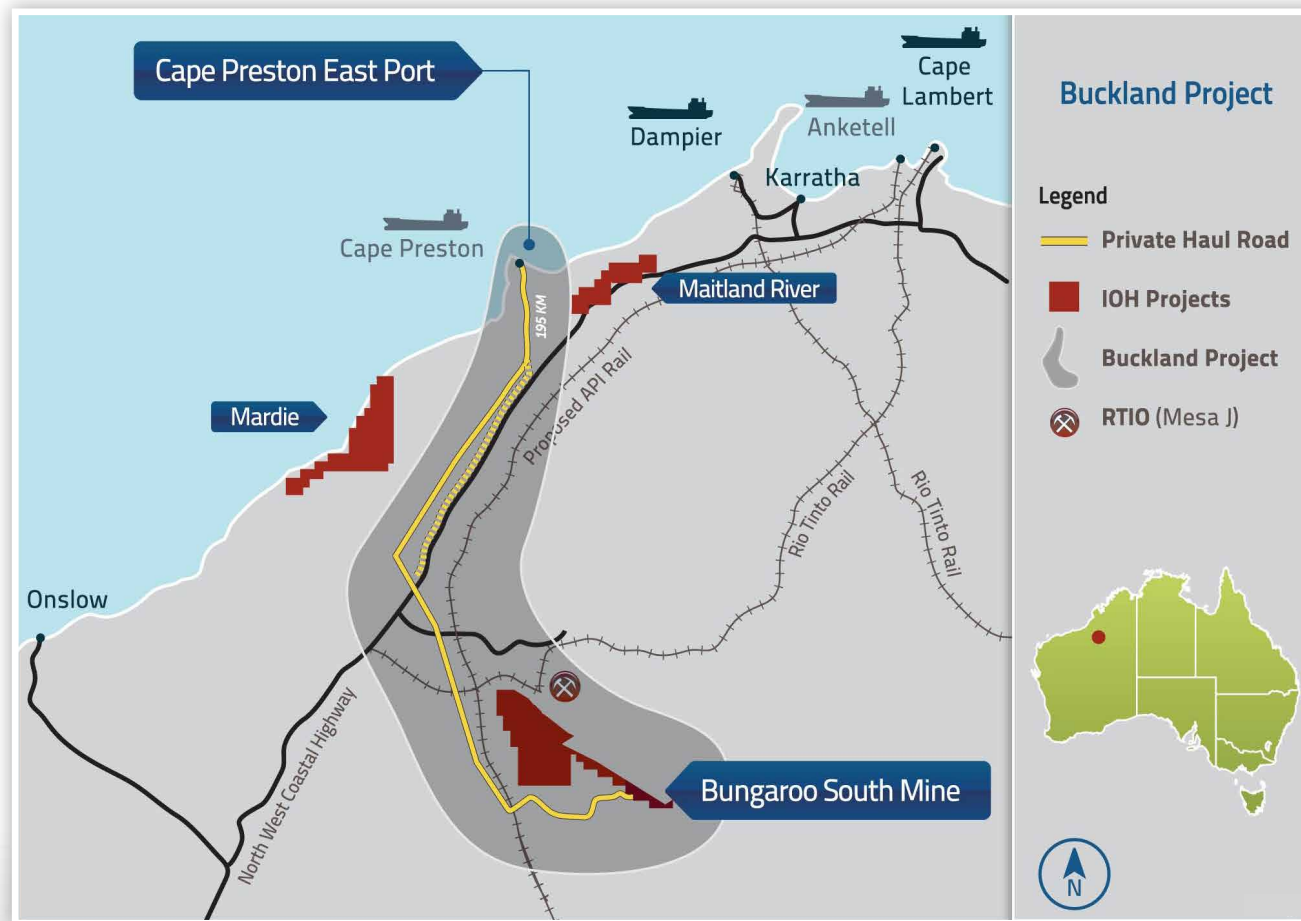 Cape Preston East Port
Cape
Lambert
Anketell
Dampier
Karratha
Cape Preston
Maitland River
195 KM
Proposed API Rail
Mardie
Rio Tinto Rail
Rio Tinto Rail
Onslow
North West Coastal Highway
Bungaroo South Mine
Buckland Project
Legend
Private Haul Road
IOH Projects
Buckland Project
RTIO (Mesa J)
N